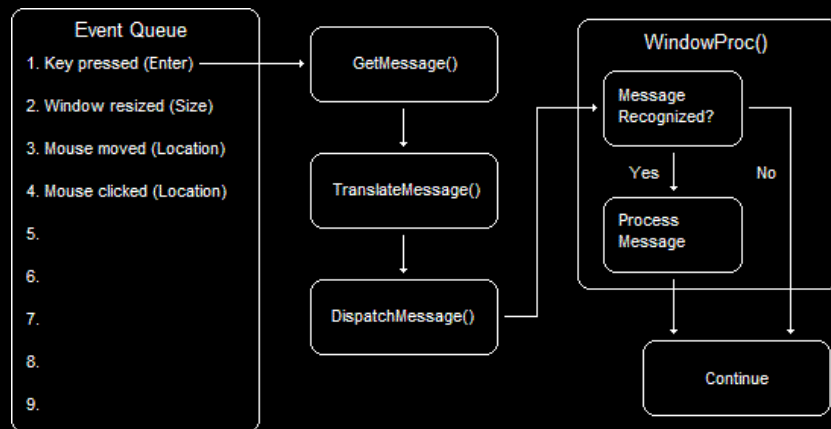 Event Queue
1. Key pressed (Enter)
2. Window resized (Size)
3. Mouse moved (Location)
4. Mouse clicked (Location)
5.
6.
7.
8.
9.
GetMessage()
TranslateMessage()
DispatchMessage()
WindowProc()
Message
Recognized?
Yes
No
Process
Message
Continue